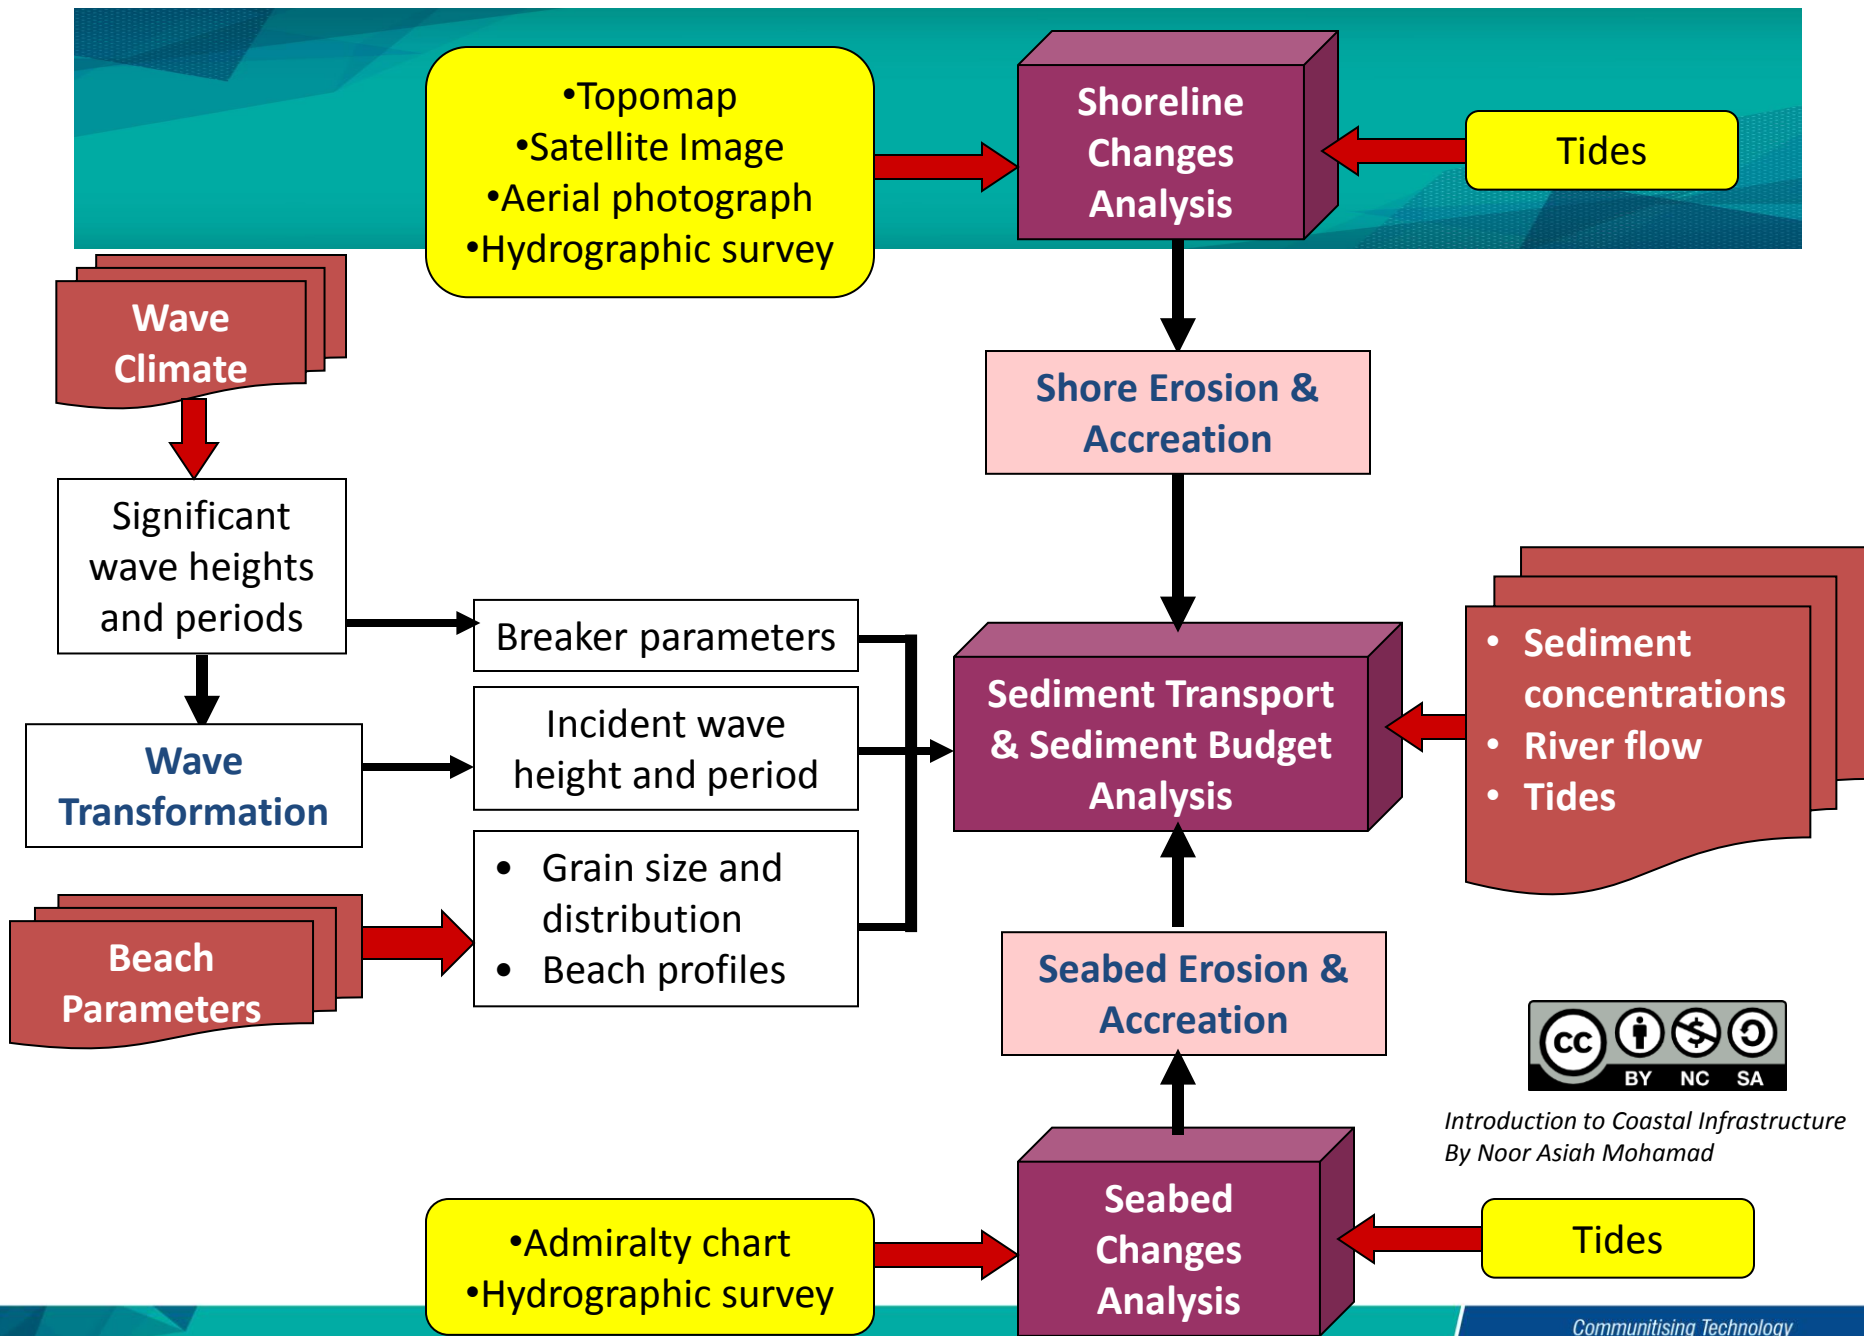 •Topomap
•Satellite Image
•Aerial photograph
•Hydrographic survey
Shoreline
Changes
Analysis
Tides
Wave
Climate
Shore Erosion &
Accreation
Significant
wave heights
and periods
Breaker parameters
Incident wave
height and period
Wave
Transformation
• Grain size and
distribution
• Beach profiles
Beach
Parameters
Sediment Transport
& Sediment Budget
Analysis
• Sediment
concentrations
• River flow
• Tides
Seabed Erosion &
Accreation
cc
BY NC SA
Introduction to Coastal Infrastructure
By Noor Asiah Mohamad
•Admiralty chart
•Hydrographic survey
Seabed
Changes
Analysis
Tides
Communitising Technology